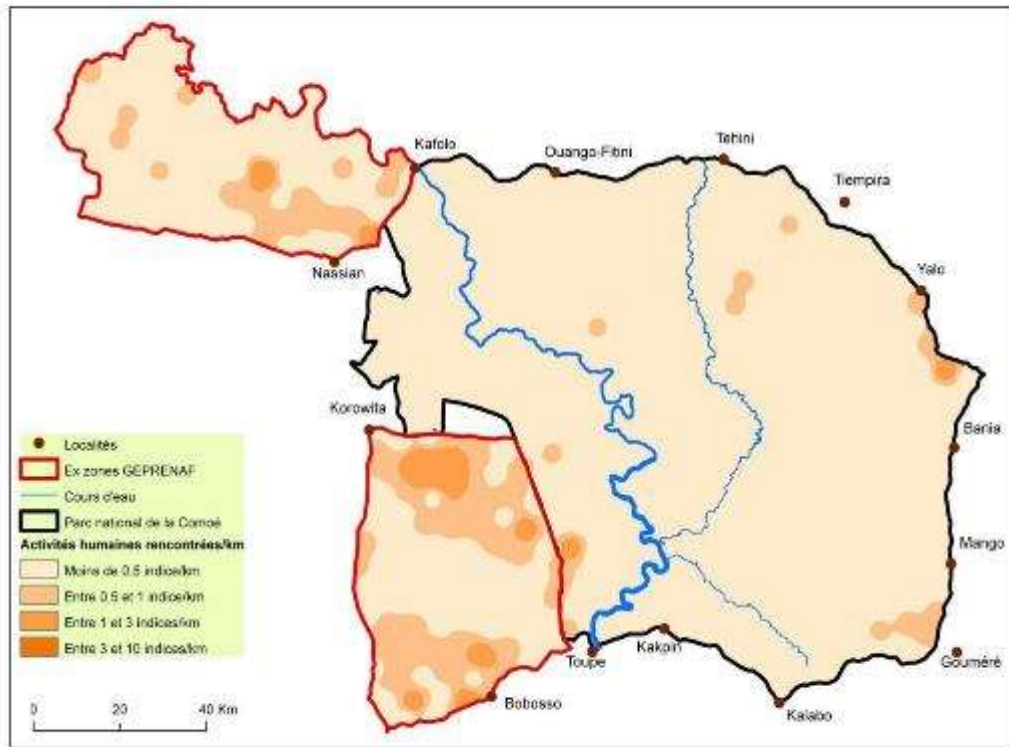 Kafolo
Ouango-Fitini
Tehini
Tiempira
Nassian
Yalo
Korowita
Bania
Localités
Ex zones GEPRENAF
Cours d'eau
Parc national de la Comoé
Activités humaines rencontrées/km
Moins de 0.5 indice/km
Entre 0.5 et 1 indice/km
Entre 1 et 3 indices/km
Entre 3 et 10 indices/km
Mango
Toupe
Kakpin
Gouméré
Bobosso
Kalabo
0 20 40 Km